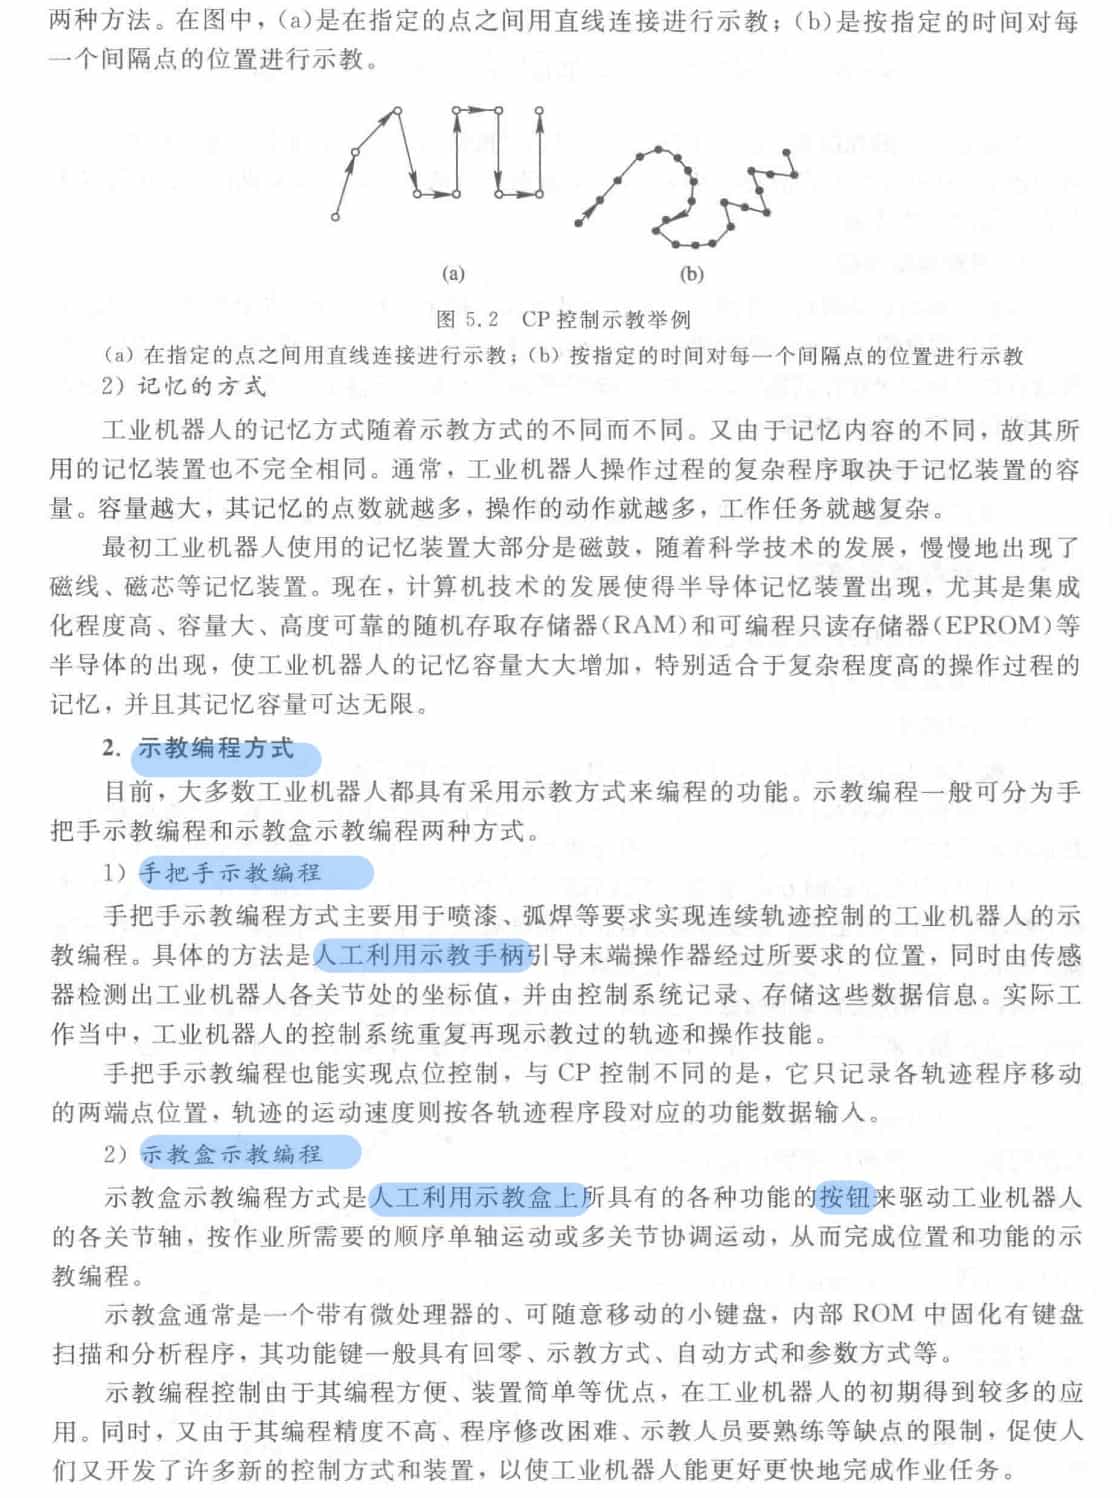 两种方法。在图中，(a)是在指定的点之间用直线连接进行示教；(b)是按指定的时间对每
一个间隔点的位置进行示教。
(a)
(b)
图 5.2 CP 控制示教举例
(a) 在指定的点之间用直线连接进行示教；(b) 按指定的时间对每一个间隔点的位置进行示教
2) 记忆的方式
工业机器人的记忆方式随着示教方式的不同而不同。又由于记忆内容的不同，故其所
用的记忆装置也不完全相同。通常，工业机器人操作过程的复杂程序取决于记忆装置的容
量。容量越大，其记忆的点数就越多，操作的动作就越多，工作任务就越复杂。
最初工业机器人使用的记忆装置大部分是磁鼓，随着科学技术的发展，慢慢地出现了
磁线、磁芯等记忆装置。现在，计算机技术的发展使得半导体记忆装置出现，尤其是集成
化程度高、容量大、高度可靠的随机存取存储器(RAM)和可编程只读存储器(EPROM)等
半导体的出现，使工业机器人的记忆容量大大增加，特别适合于复杂程度高的操作过程的
记忆，并且其记忆容量可达无限。
2. 示教编程方式
目前，大多数工业机器人都具有采用示教方式来编程的功能。示教编程一般可分为手
把手示教编程和示教盒示教编程两种方式。
1) 手把手示教编程
手把手示教编程方式主要用于喷漆、弧焊等要求实现连续轨迹控制的工业机器人的示
教编程。具体的方法是人工利用示教手柄引导末端操作器经过所要求的位置，同时由传感
器检测出工业机器人各关节处的坐标值，并由控制系统记录、存储这些数据信息。实际工
作当中，工业机器人的控制系统重复再现示教过的轨迹和操作技能。
手把手示教编程也能实现点位控制，与 CP 控制不同的是，它只记录各轨迹程序移动
的两端点位置，轨迹的运动速度则按各轨迹程序段对应的功能数据输入。
2) 示教盒示教编程
示教盒示教编程方式是人工利用示教盒上所具有的各种功能的按钮来驱动工业机器人
的各关节轴，按作业所需要的顺序单轴运动或多关节协调运动，从而完成位置和功能的示
教编程。
示教盒通常是一个带有微处理器的、可随意移动的小键盘，内部 ROM 中固化有键盘
扫描和分析程序，其功能键一般具有回零、示教方式、自动方式和参数方式等。
示教编程控制由于其编程方便、装置简单等优点，在工业机器人的初期得到较多的应
用。同时，又由于其编程精度不高、程序修改困难、示教人员要熟练等缺点的限制，促使人
们又开发了许多新的控制方式和装置，以使工业机器人能更好更快地完成作业任务。